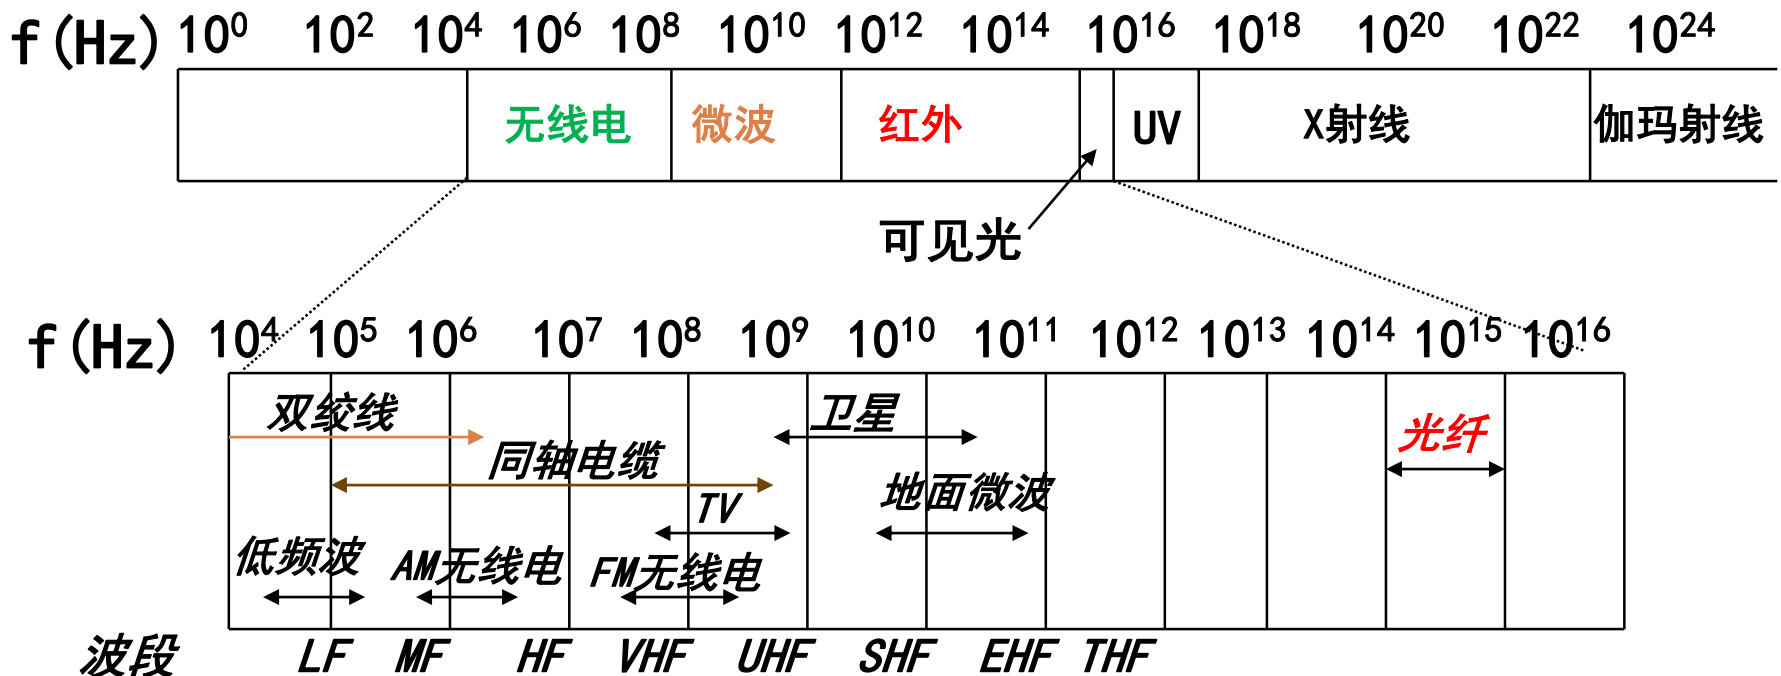 f(Hz) 10⁰ 10² 10⁴ 10⁶ 10⁸ 10¹⁰ 10¹² 10¹⁴ 10¹⁶ 10¹⁸ 10²⁰ 10²² 10²⁴
无线电 微波 红外 UV X射线 伽玛射线
可见光
f(Hz) 10⁴ 10⁵ 10⁶ 10⁷ 10⁸ 10⁹ 10¹⁰ 10¹¹ 10¹² 10¹³ 10¹⁴ 10¹⁵ 10¹⁶
双绞线 卫星 光纤
同轴电缆 地面微波
TV
低频波 AM无线电 FM无线电
波段 LF MF HF VHF UHF SHF EHF THF